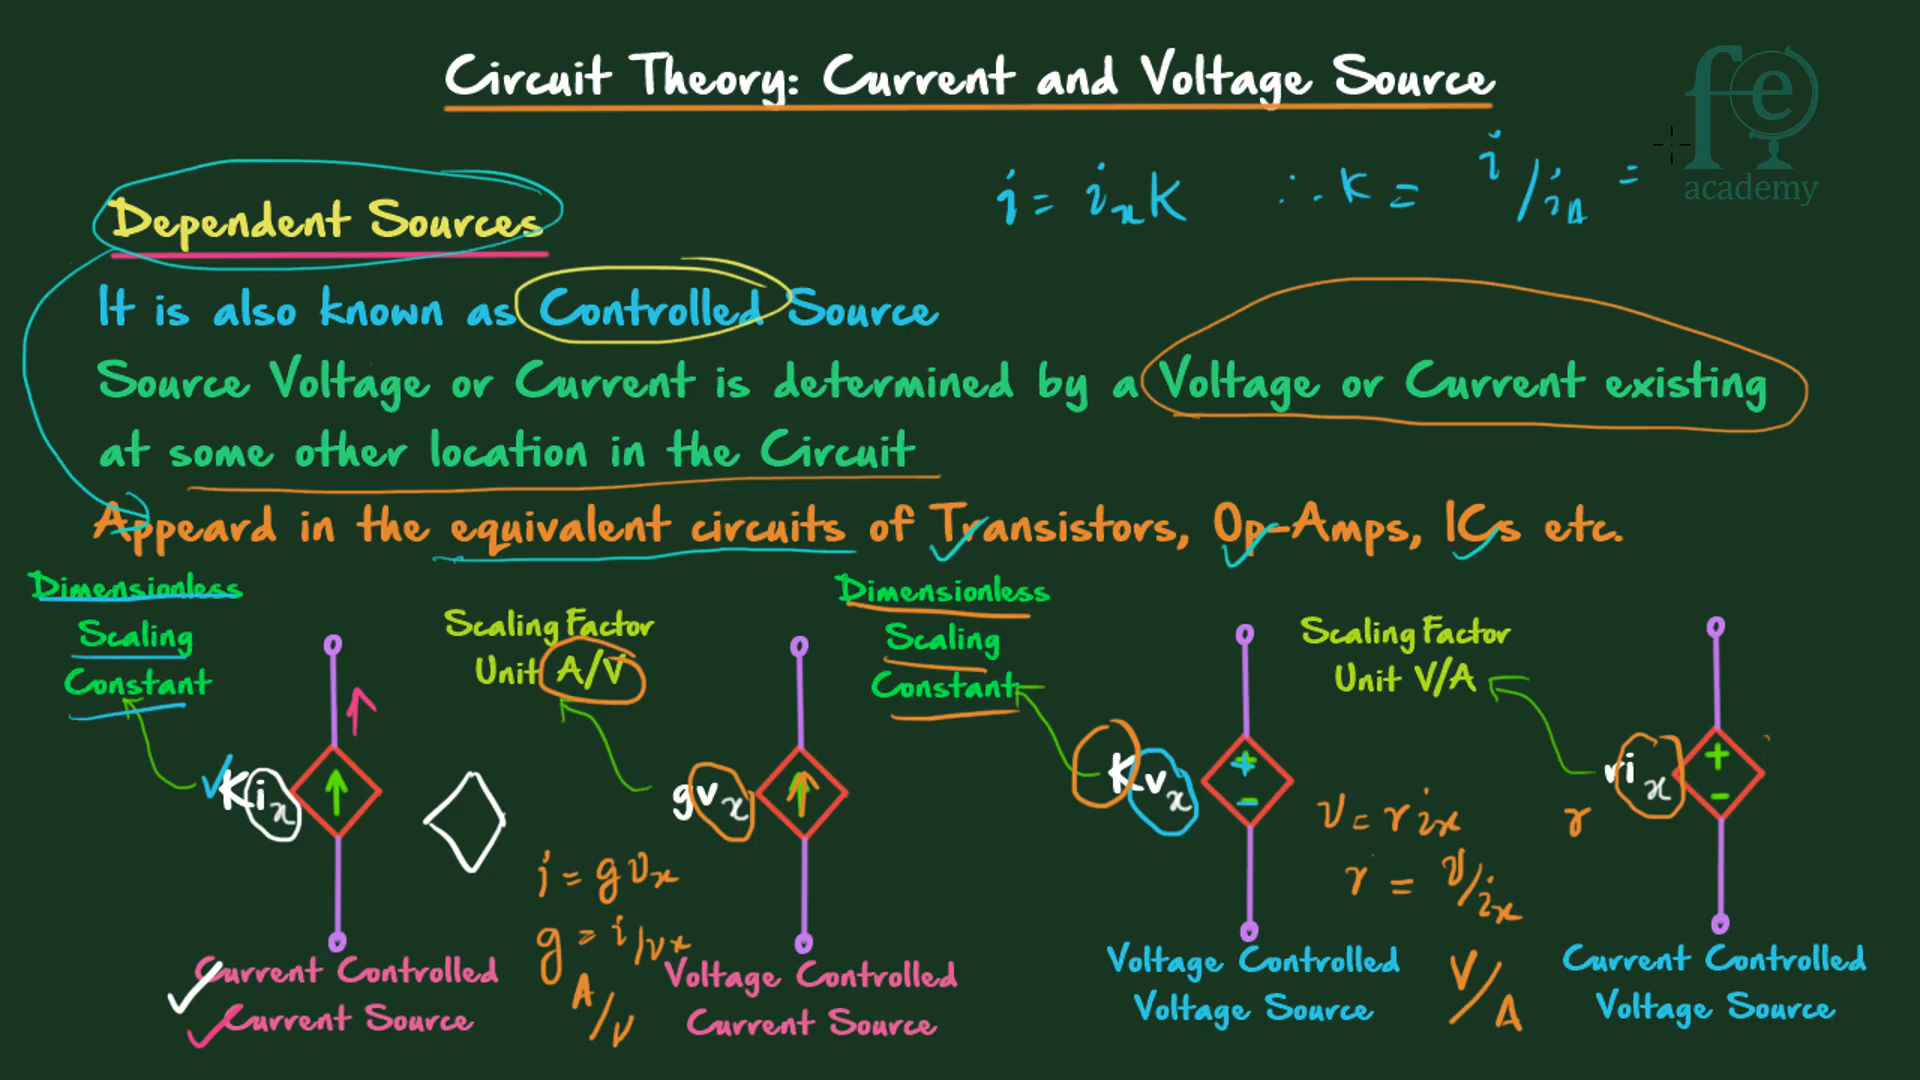 Circuit Theory: Current and Voltage Source
fe
academy
i = iₓK ∴ K = i/i_A =
Dependent Sources
It is also known as Controlled Source
Source Voltage or Current is determined by a Voltage or Current existing
at some other location in the Circuit
Appeard in the equivalent circuits of Transistors, Op-Amps, ICs etc.
Dimensionless
Scaling
Constant
Kiₓ
Current Controlled
Current Source
Scaling Factor
Unit A/V
gvₓ
i = gvₓ
g = i/vₓ
A/V
Voltage Controlled
Current Source
Dimensionless
Scaling
Constant
Kvₓ
+
-
Voltage Controlled
Voltage Source
Scaling Factor
Unit V/A
riₓ
+
-
v = riₓ
r
r = v/iₓ
V/A
Current Controlled
Voltage Source